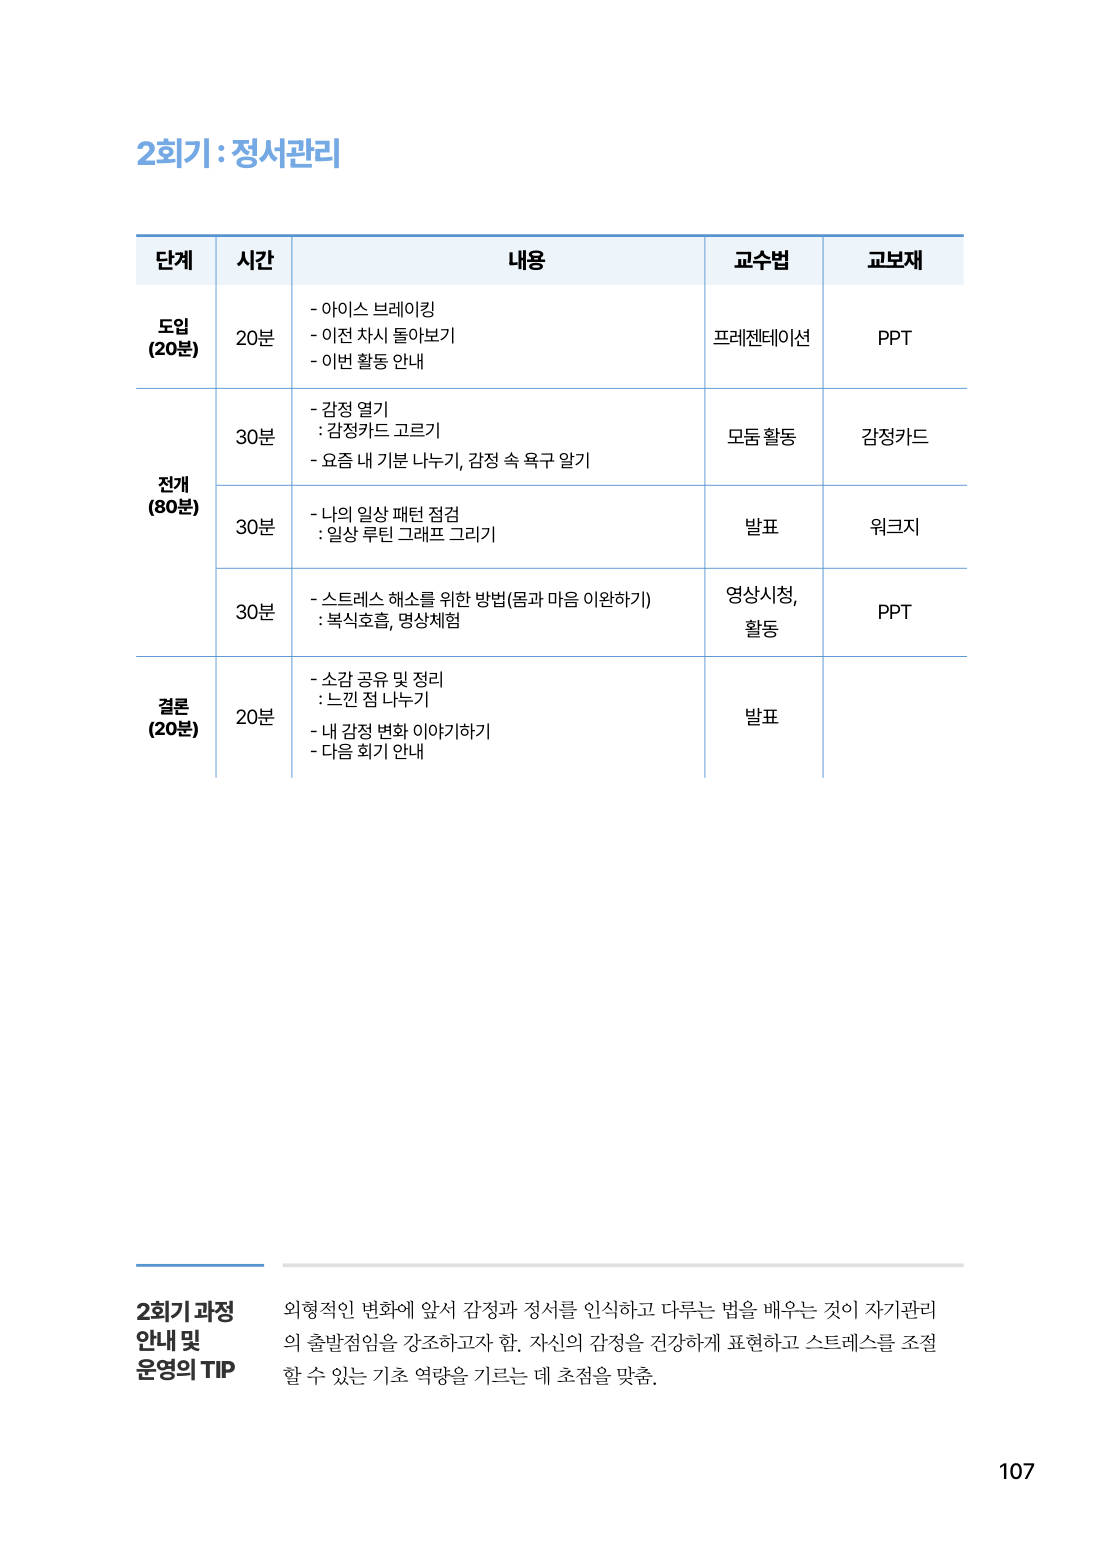 2회기 : 정서관리
단계 시간 내용 교수법 교보재
도입
(20분)
20분
- 아이스 브레이킹
- 이전 차시 돌아보기
- 이번 활동 안내
프레젠테이션
PPT
전개
(80분)
30분
- 감정 열기
: 감정카드 고르기
- 요즘 내 기분 나누기, 감정 속 욕구 알기
모둠 활동
감정카드
30분
- 나의 일상 패턴 점검
: 일상 루틴 그래프 그리기
발표
워크지
30분
- 스트레스 해소를 위한 방법(몸과 마음 이완하기)
: 복식호흡, 명상체험
영상시청,
활동
PPT
결론
(20분)
20분
- 소감 공유 및 정리
: 느낀 점 나누기
- 내 감정 변화 이야기하기
- 다음 회기 안내
발표
2회기 과정
안내 및
운영의 TIP
외형적인 변화에 앞서 감정과 정서를 인식하고 다루는 법을 배우는 것이 자기관리
의 출발점임을 강조하고자 함. 자신의 감정을 건강하게 표현하고 스트레스를 조절
할 수 있는 기초 역량을 기르는 데 초점을 맞춤.
107